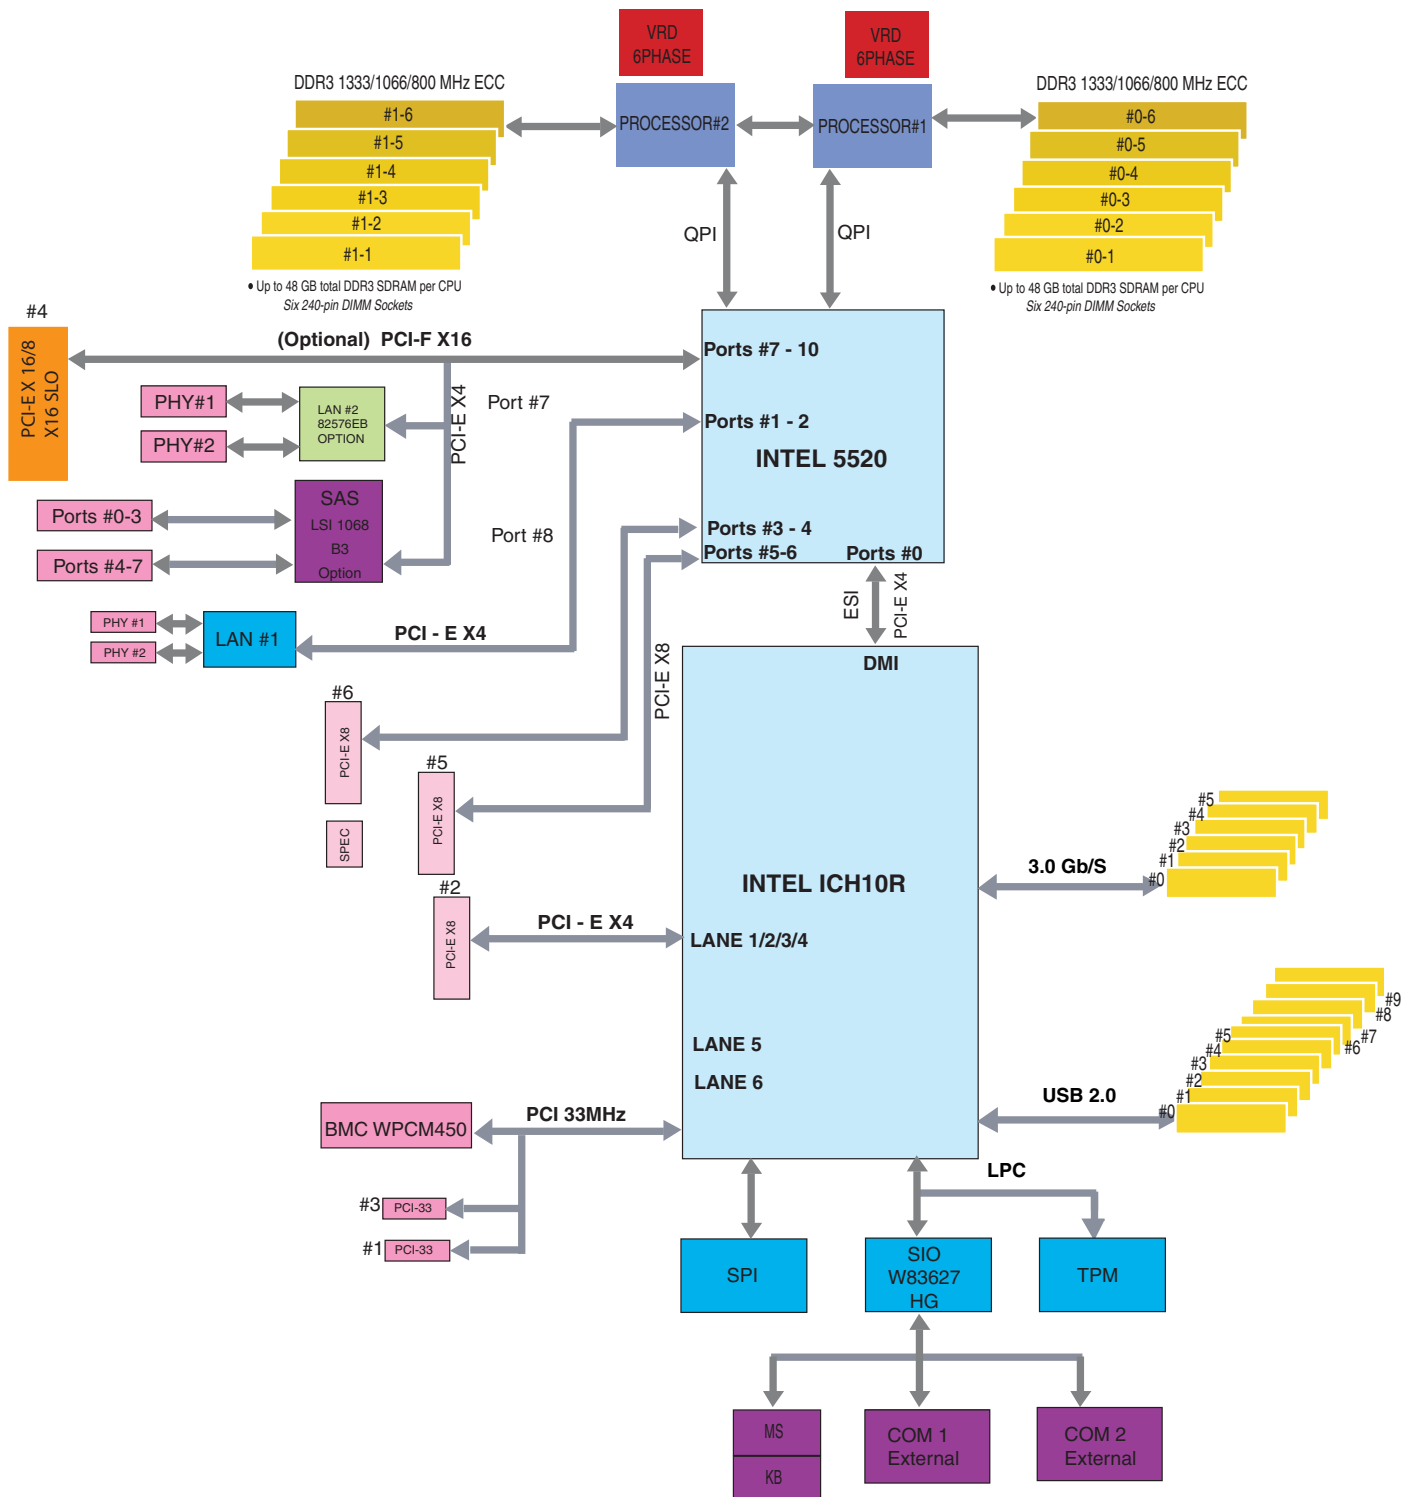 VRD
6PHASE
VRD
6PHASE
DDR3 1333/1066/800 MHz ECC
DDR3 1333/1066/800 MHz ECC
PROCESSOR#2
PROCESSOR#1
#1-6
#1-5
#1-4
#1-3
#1-2
#1-1
#0-6
#0-5
#0-4
#0-3
#0-2
#0-1
QPI
QPI
• Up to 48 GB total DDR3 SDRAM per CPU
Six 240-pin DIMM Sockets
• Up to 48 GB total DDR3 SDRAM per CPU
Six 240-pin DIMM Sockets
#4
PCI-E X 16/8
X16 SLO
(Optional) PCI-F X16
Ports #7 - 10
PHY#1
PHY#2
LAN #2
82576EB
OPTION
PCI-E X4
Port #7
Ports #1 - 2
INTEL 5520
Ports #0-3
Ports #4-7
SAS
LSI 1068
B3
Option
Port #8
Ports #3 - 4
Ports #5-6
Ports #0
ESI
PCI-E X4
PHY #1
PHY #2
LAN #1
PCI - E X4
PCI-E X8
DMI
#6
PCI-E X8
SPEC
#5
PCI-E X8
#2
PCI-E X8
INTEL ICH10R
3.0 Gb/S
#5
#4
#3
#2
#1
#0
PCI - E X4
LANE 1/2/3/4
LANE 5
LANE 6
USB 2.0
#9
#8
#7
#6
#5
#4
#3
#2
#1
#0
BMC WPCM450
PCI 33MHz
#3
PCI-33
#1
PCI-33
LPC
SPI
SIO
W83627
HG
TPM
MS
KB
COM 1
External
COM 2
External